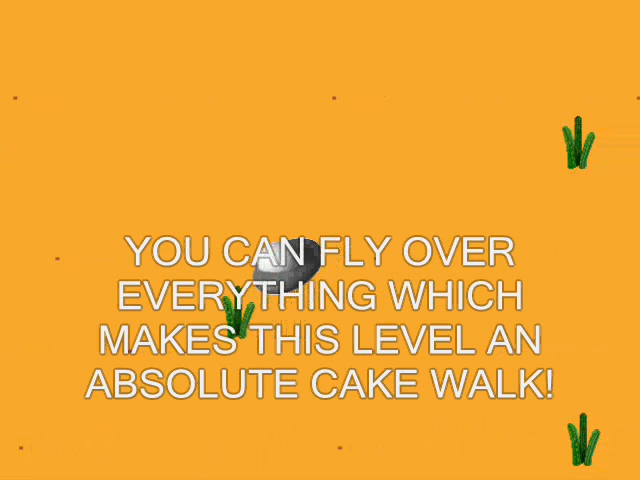 YOU CAN FLY OVER
EVERYTHING WHICH
MAKES THIS LEVEL AN
ABSOLUTE CAKE WALK!